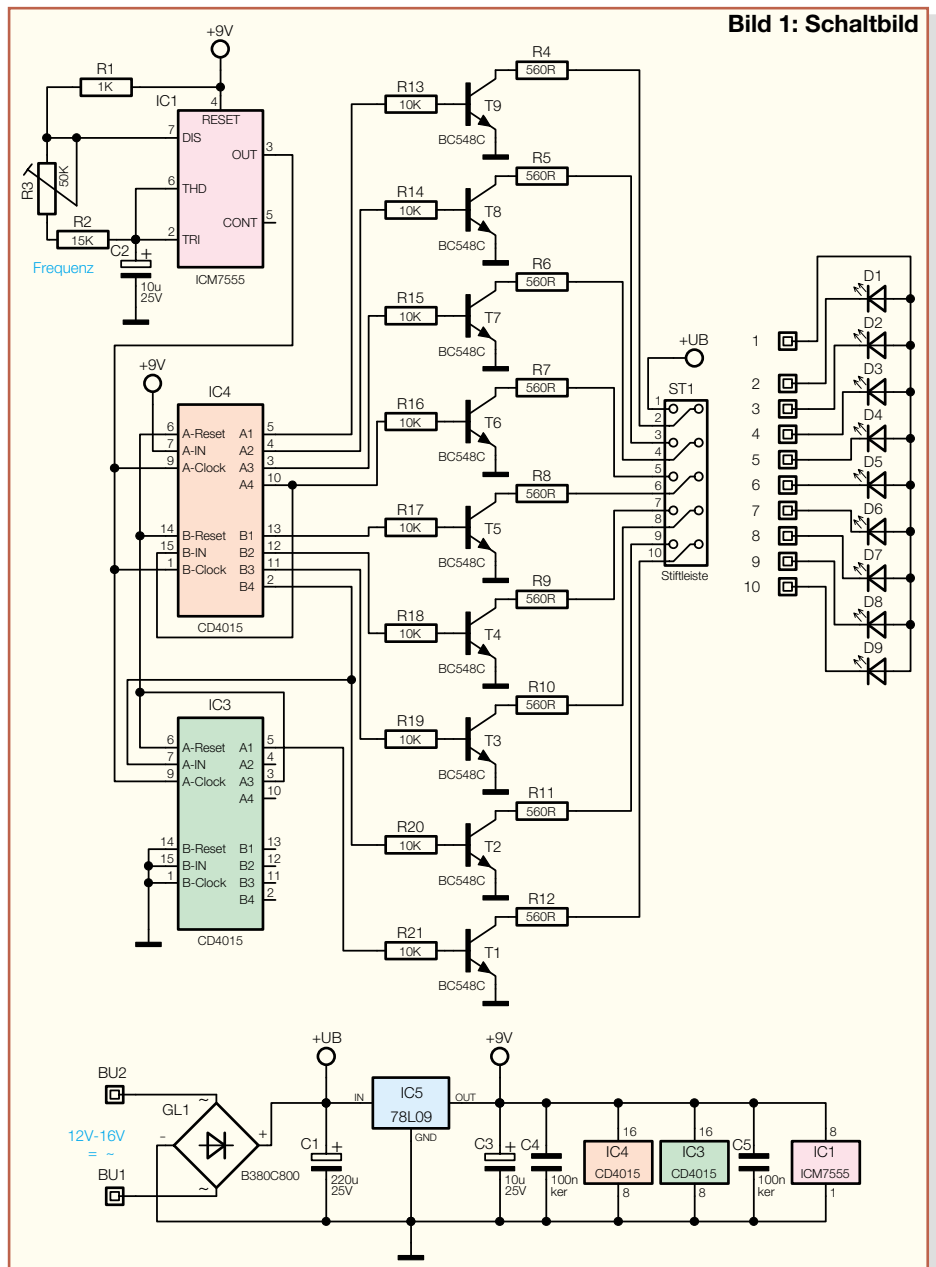 Bild 1: Schaltbild
+9V
R1
1K
IC1
4
RESET
7
DIS
OUT
3
6
THD
CONT
5
2
TRI
ICM7555
R3
50K
R2
15K
C2
+
10u
25V
Frequenz
+9V
IC4
6
A-Reset
A1
5
7
A-IN
A2
4
9
A-Clock
A3
3
A4
10
14
B-Reset
B1
13
15
B-IN
B2
12
1
B-Clock
B3
11
B4
2
CD4015
IC3
6
A-Reset
A1
5
7
A-IN
A2
4
9
A-Clock
A3
3
A4
10
14
B-Reset
B1
13
15
B-IN
B2
12
1
B-Clock
B3
11
B4
2
CD4015
R13
10K
T9
BC548C
R4
560R
R14
10K
T8
BC548C
R5
560R
R15
10K
T7
BC548C
R6
560R
R16
10K
T6
BC548C
R7
560R
R17
10K
T5
BC548C
R8
560R
R18
10K
T4
BC548C
R9
560R
R19
10K
T3
BC548C
R10
560R
R20
10K
T2
BC548C
R11
560R
R21
10K
T1
BC548C
R12
560R
+UB
ST1
1
2
3
4
5
6
7
8
9
10
Stiftleiste
1
2
3
4
5
6
7
8
9
10
D1
D2
D3
D4
D5
D6
D7
D8
D9
BU2
12V-16V
= ~
BU1
GL1
~
-
+
~
B380C800
+UB
C1
+
220u
25V
IN
IC5
78L09
OUT
GND
+9V
C3
+
10u
25V
C4
100n
ker
16
IC4
CD4015
8
16
IC3
CD4015
8
C5
100n
ker
8
IC1
ICM7555
1